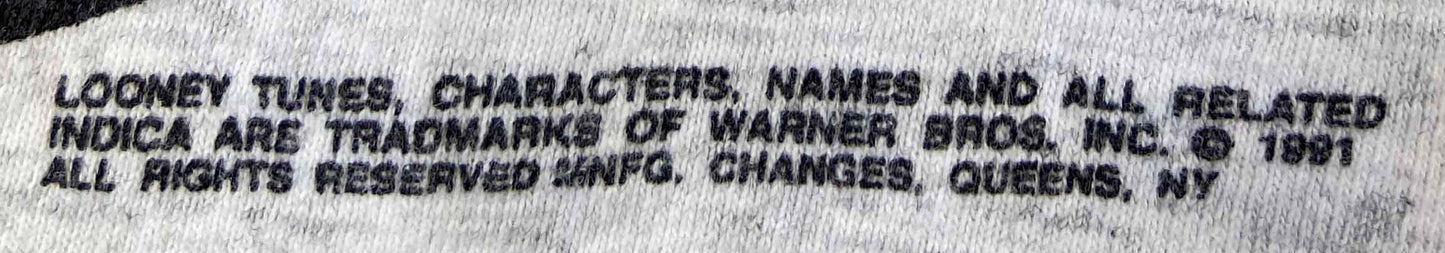 LOONEY TUNES, CHARACTERS, NAMES AND ALL RELATED
INDICA ARE TRADMARKS OF WARNER BROS. INC. © 1991
ALL RIGHTS RESERVED MNFG. CHANGES, QUEENS, NY